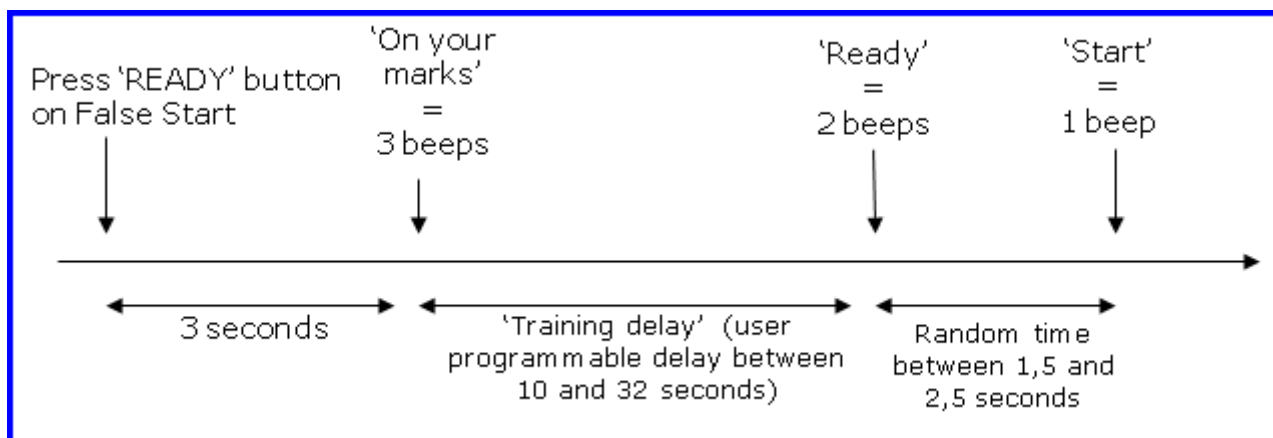 Press 'READY' button
on False Start
'On your
marks'
=
3 beeps
'Ready'
=
2 beeps
'Start'
=
1 beep
3 seconds
'Training delay' (user
programmable delay between
10 and 32 seconds)
Random time
between 1,5 and
2,5 seconds